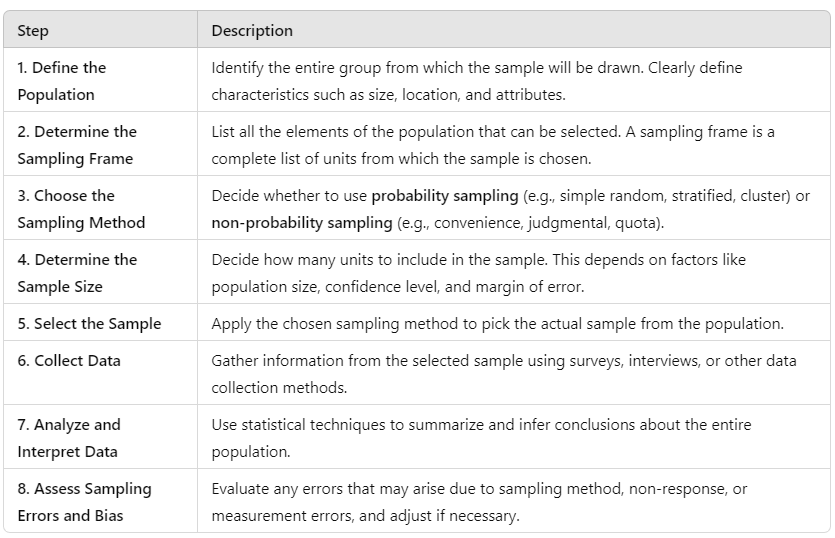 Step
Description
1. Define the
Population
Identify the entire group from which the sample will be drawn. Clearly define
characteristics such as size, location, and attributes.
2. Determine the
Sampling Frame
List all the elements of the population that can be selected. A sampling frame is a
complete list of units from which the sample is chosen.
3. Choose the
Sampling Method
Decide whether to use probability sampling (e.g., simple random, stratified, cluster) or
non-probability sampling (e.g., convenience, judgmental, quota).
4. Determine the
Sample Size
Decide how many units to include in the sample. This depends on factors like
population size, confidence level, and margin of error.
5. Select the Sample
Apply the chosen sampling method to pick the actual sample from the population.
6. Collect Data
Gather information from the selected sample using surveys, interviews, or other data
collection methods.
7. Analyze and
Interpret Data
Use statistical techniques to summarize and infer conclusions about the entire
population.
8. Assess Sampling
Errors and Bias
Evaluate any errors that may arise due to sampling method, non-response, or
measurement errors, and adjust if necessary.